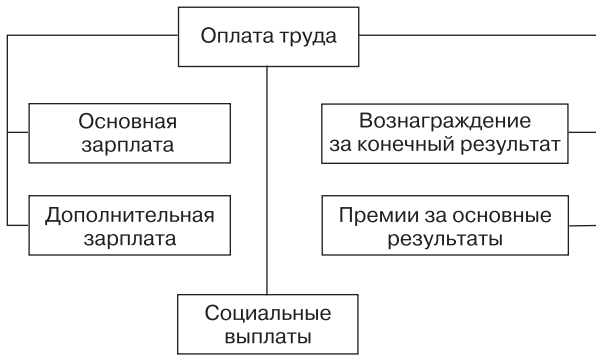 Оплата труда
Основная
зарплата
Вознаграждение
за конечный результат
Дополнительная
зарплата
Премии за основные
результаты
Социальные
выплаты